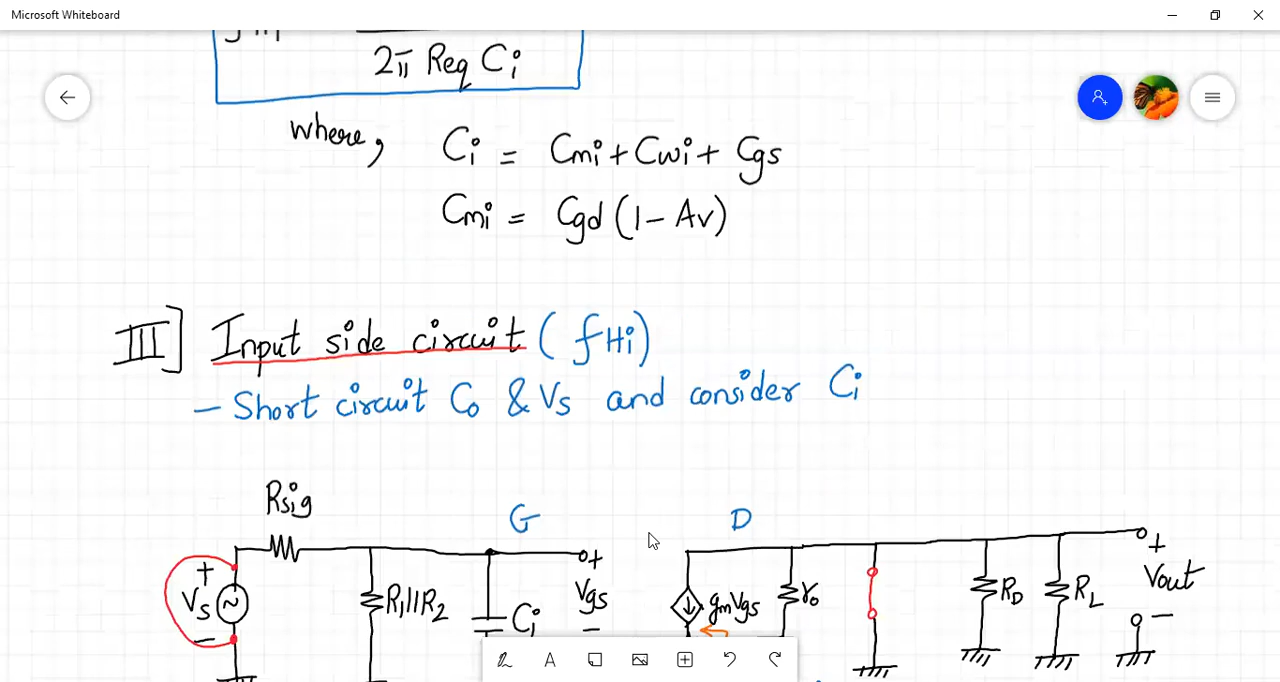 Microsoft Whiteboard
2π Req Ci
where, Ci = Cmi + Cwi + Cgs
Cmi = Cgd (1 - Av)
III] Input side circuit (fHi)
- Short circuit Co & Vs and consider Ci
Rsig
G
D
+
Vs
~
-
R1||R2
Ci
+
Vgs
-
gmVgs
ro
RD
RL
+
Vout
-
A